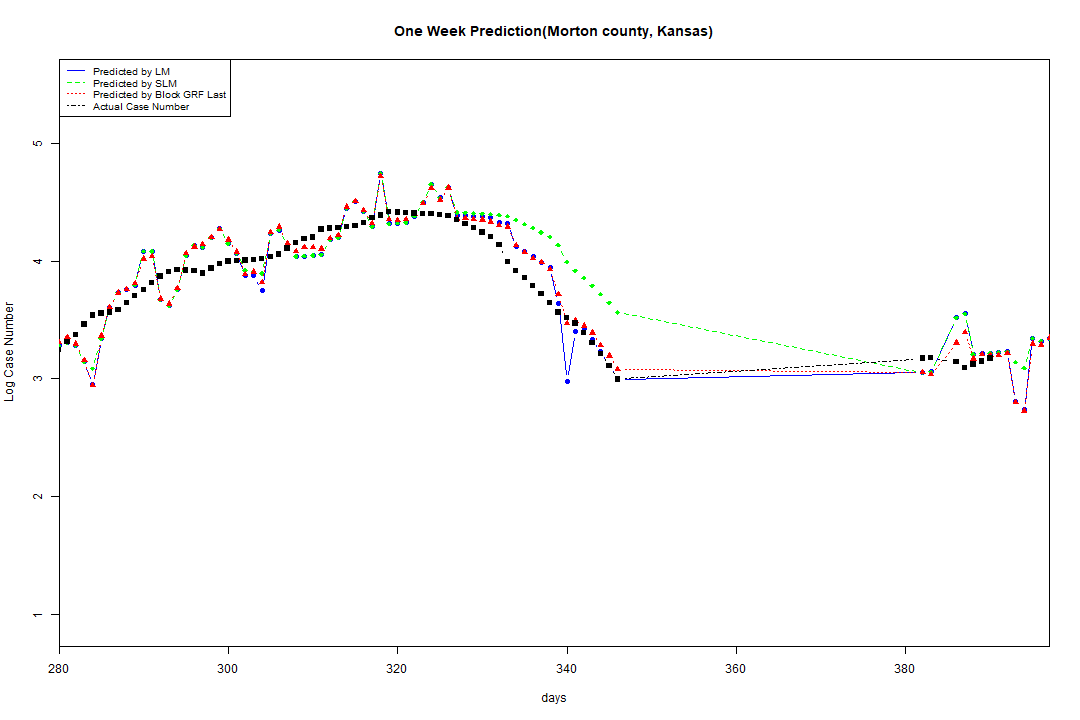 One Week Prediction(Morton county, Kansas)
Predicted by LM
Predicted by SLM
Predicted by Block GRF Last
Actual Case Number
5
4
3
2
1
Log Case Number
280 300 320 340 360 380
days